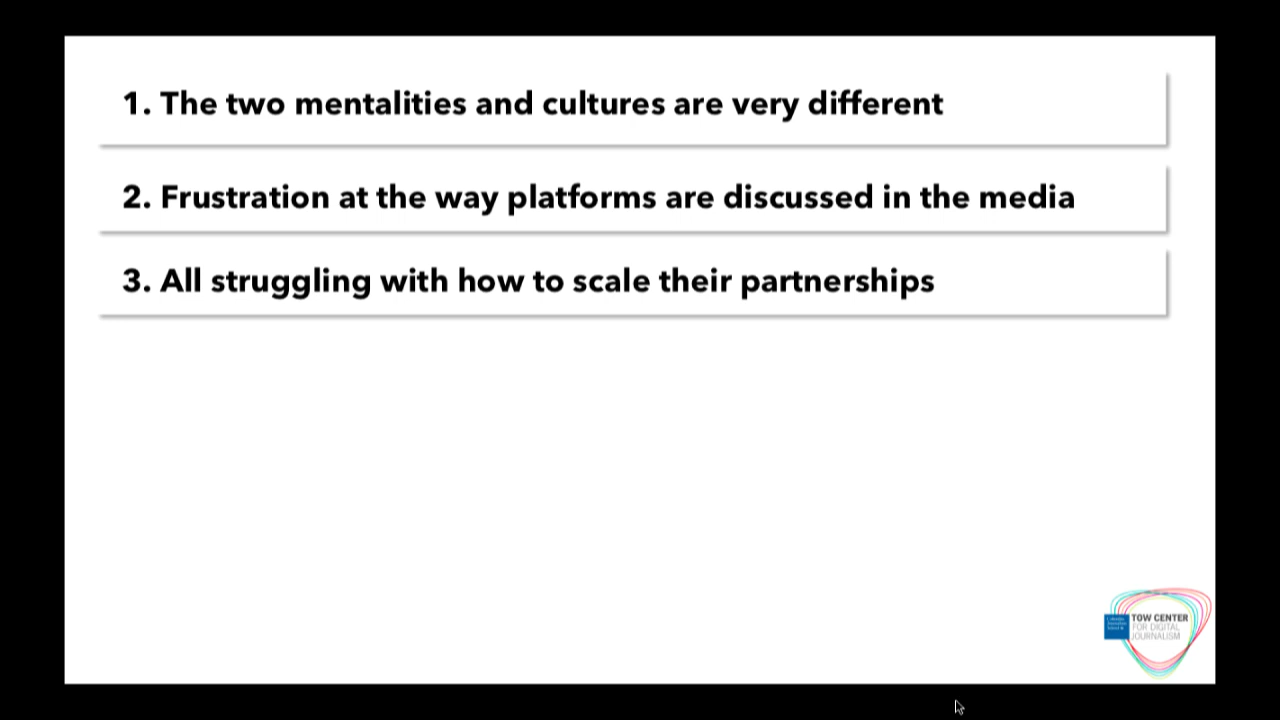 1. The two mentalities and cultures are very different
2. Frustration at the way platforms are discussed in the media
3. All struggling with how to scale their partnerships
TOW CENTER
FOR DIGITAL
JOURNALISM